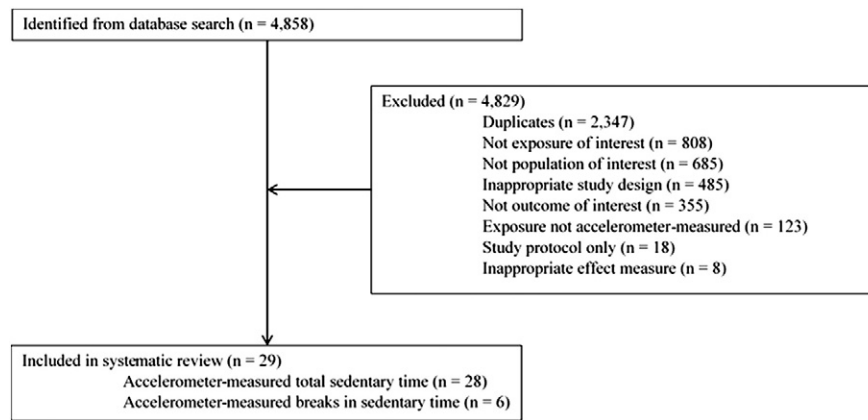 Identified from database search (n = 4,858)
Excluded (n = 4,829)
Duplicates (n = 2,347)
Not exposure of interest (n = 808)
Not population of interest (n = 685)
Inappropriate study design (n = 485)
Not outcome of interest (n = 355)
Exposure not accelerometer-measured (n = 123)
Study protocol only (n = 18)
Inappropriate effect measure (n = 8)
Included in systematic review (n = 29)
Accelerometer-measured total sedentary time (n = 28)
Accelerometer-measured breaks in sedentary time (n = 6)